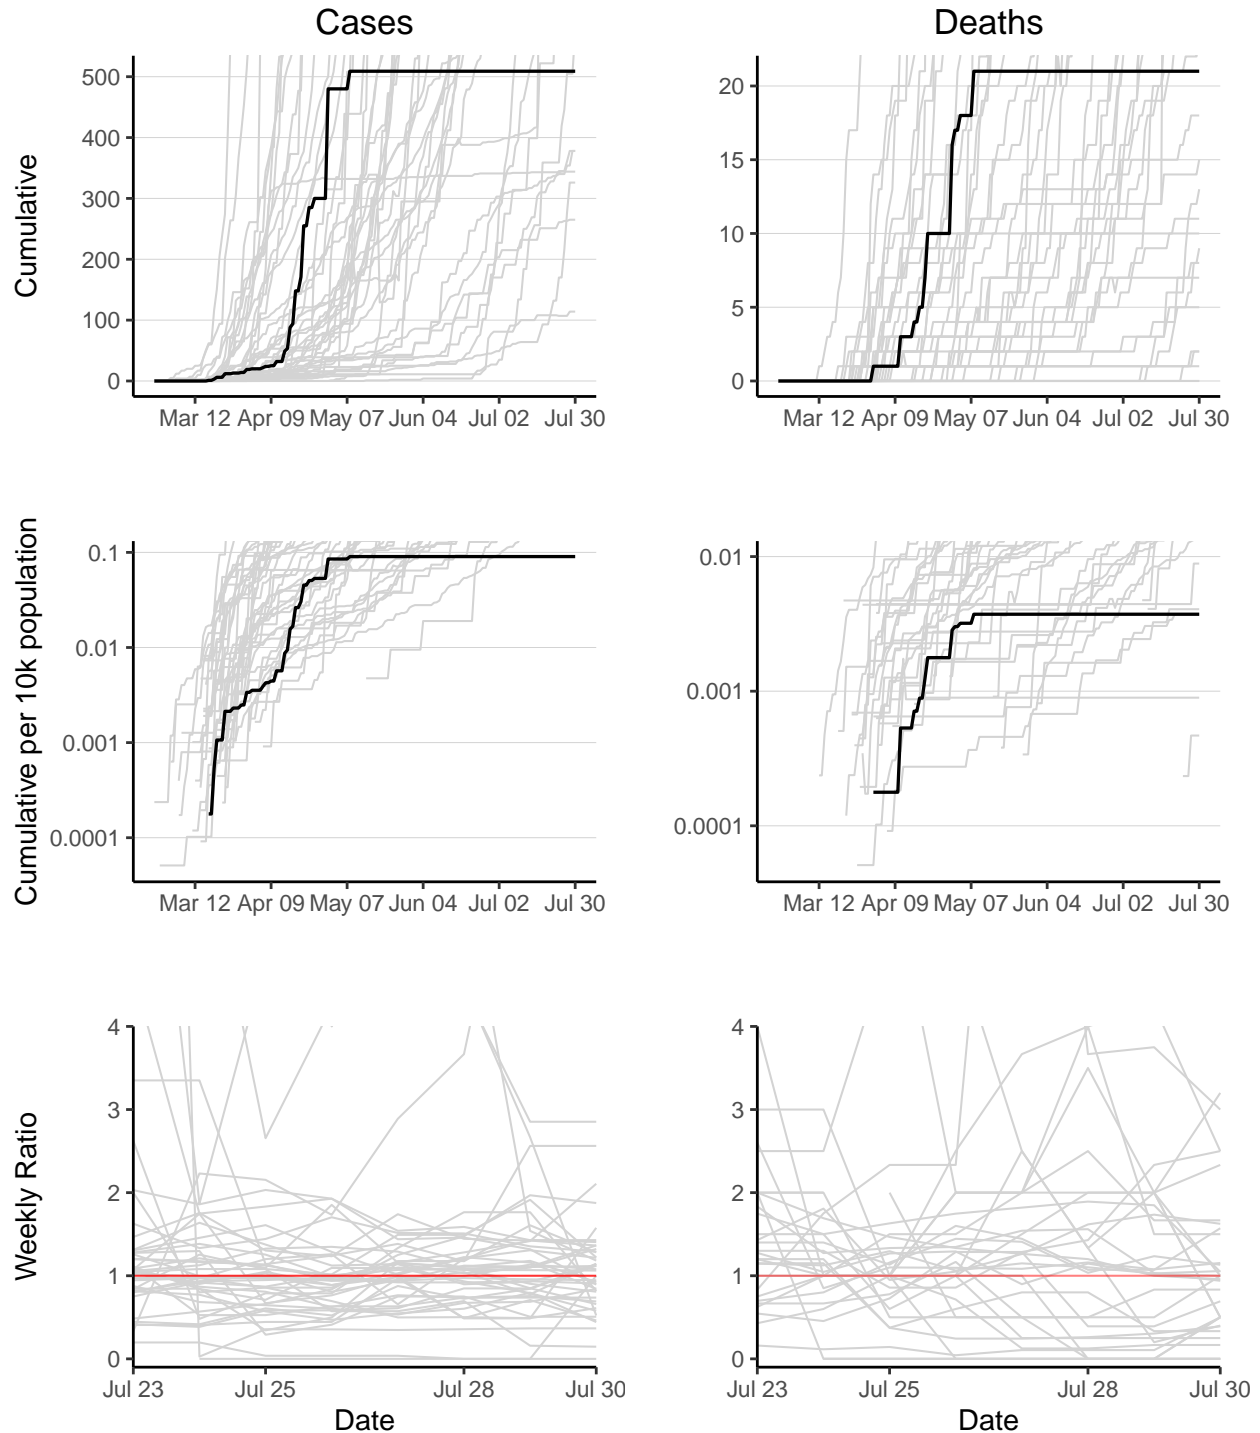 Cases
Deaths
Cumulative
500
400
300
200
100
0
Mar 12 Apr 09 May 07 Jun 04 Jul 02 Jul 30
20
15
10
5
0
Mar 12 Apr 09 May 07 Jun 04 Jul 02 Jul 30
Cumulative per 10k population
0.1
0.01
0.001
0.0001
Mar 12 Apr 09 May 07 Jun 04 Jul 02 Jul 30
0.01
0.001
0.0001
Mar 12 Apr 09 May 07 Jun 04 Jul 02 Jul 30
Weekly Ratio
4
3
2
1
0
Jul 23 Jul 25 Jul 28 Jul 30
Date
4
3
2
1
0
Jul 23 Jul 25 Jul 28 Jul 30
Date